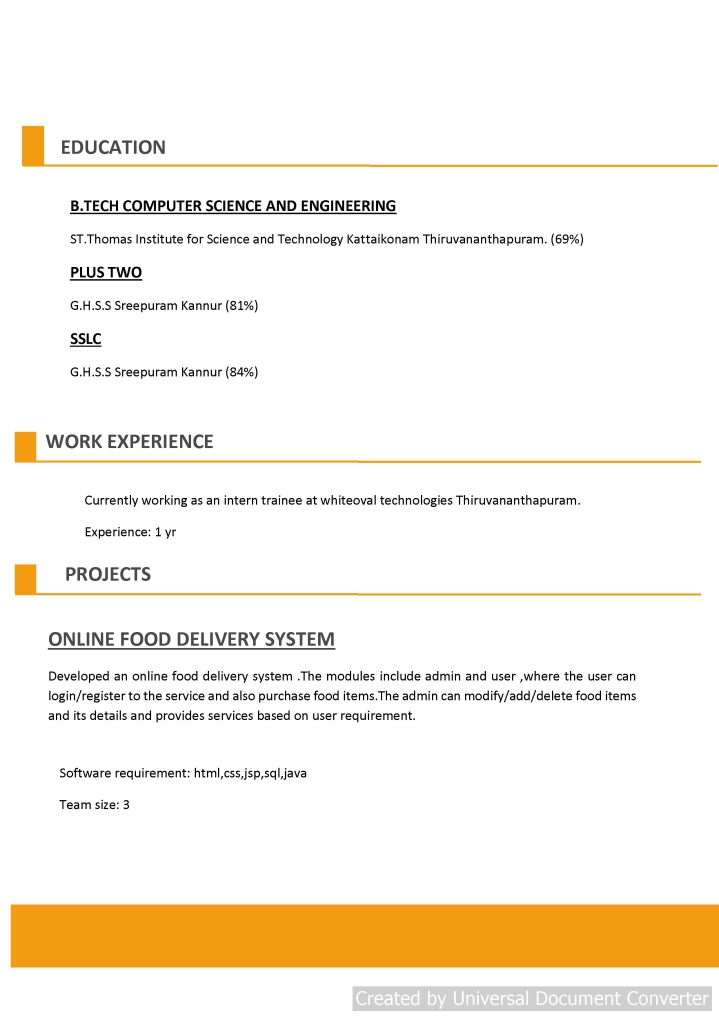 EDUCATION
B.TECH COMPUTER SCIENCE AND ENGINEERING
ST.Thomas Institute for Science and Technology Kattaikonam Thiruvananthapuram. (69%)
PLUS TWO
G.H.S.S Sreepuram Kannur (81%)
SSLC
G.H.S.S Sreepuram Kannur (84%)
WORK EXPERIENCE
Currently working as an intern trainee at whiteoval technologies Thiruvananthapuram.
Experience: 1 yr
PROJECTS
ONLINE FOOD DELIVERY SYSTEM
Developed an online food delivery system .The modules include admin and user ,where the user can
login/register to the service and also purchase food items.The admin can modify/add/delete food items
and its details and provides services based on user requirement.
Software requirement: html,css,jsp,sql,java
Team size: 3
Created by Universal Document Converter